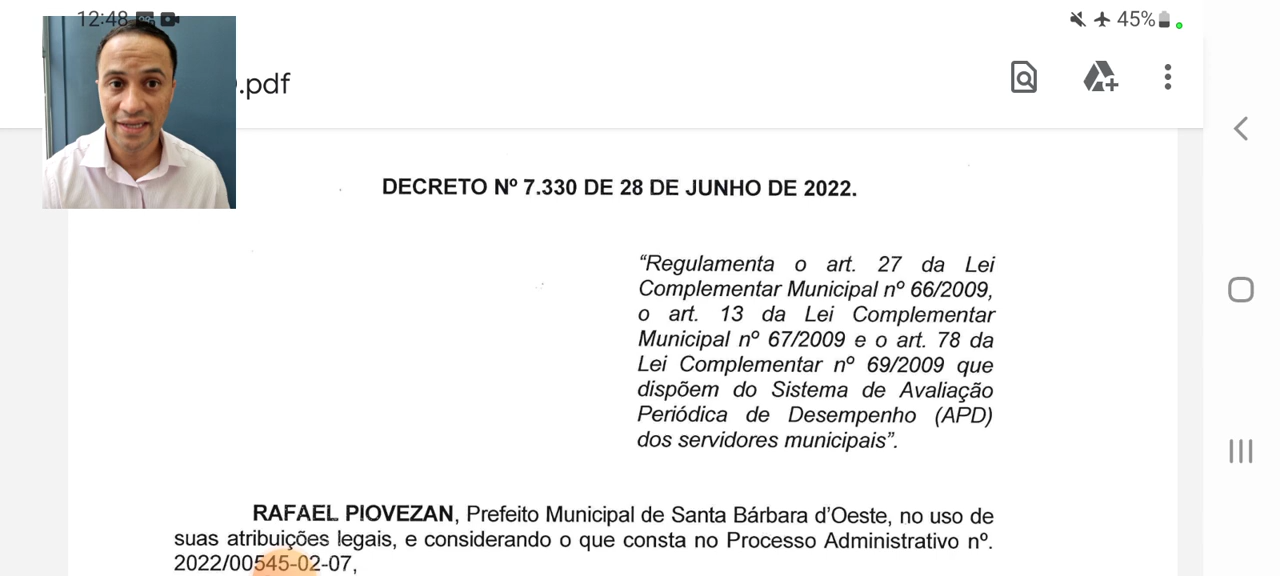 12:48
45%
.pdf
DECRETO Nº 7.330 DE 28 DE JUNHO DE 2022.
“Regulamenta o art. 27 da Lei
Complementar Municipal nº 66/2009,
o art. 13 da Lei Complementar
Municipal nº 67/2009 e o art. 78 da
Lei Complementar nº 69/2009 que
dispõem do Sistema de Avaliação
Periódica de Desempenho (APD)
dos servidores municipais”.
RAFAEL PIOVEZAN, Prefeito Municipal de Santa Bárbara d’Oeste, no uso de
suas atribuições legais, e considerando o que consta no Processo Administrativo nº.
2022/00545-02-07,